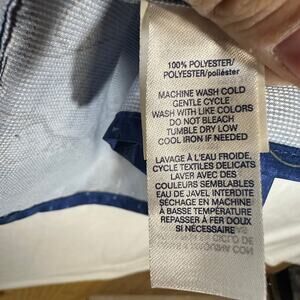 100% POLYESTER/
POLYESTER/poliéster
MACHINE WASH COLD
GENTLE CYCLE
WASH WITH LIKE COLORS
DO NOT BLEACH
TUMBLE DRY LOW
COOL IRON IF NEEDED
LAVAGE À L'EAU FROIDE,
CYCLE TEXTILES DELICATS
LAVER AVEC DES
COULEURS SEMBLABLES
EAU DE JAVEL INTERDITE
SÉCHAGE EN MACHINE
A BASSE TEMPÉRATURE
REPASSER À FER DOUX
SI NÉCESSAIRE